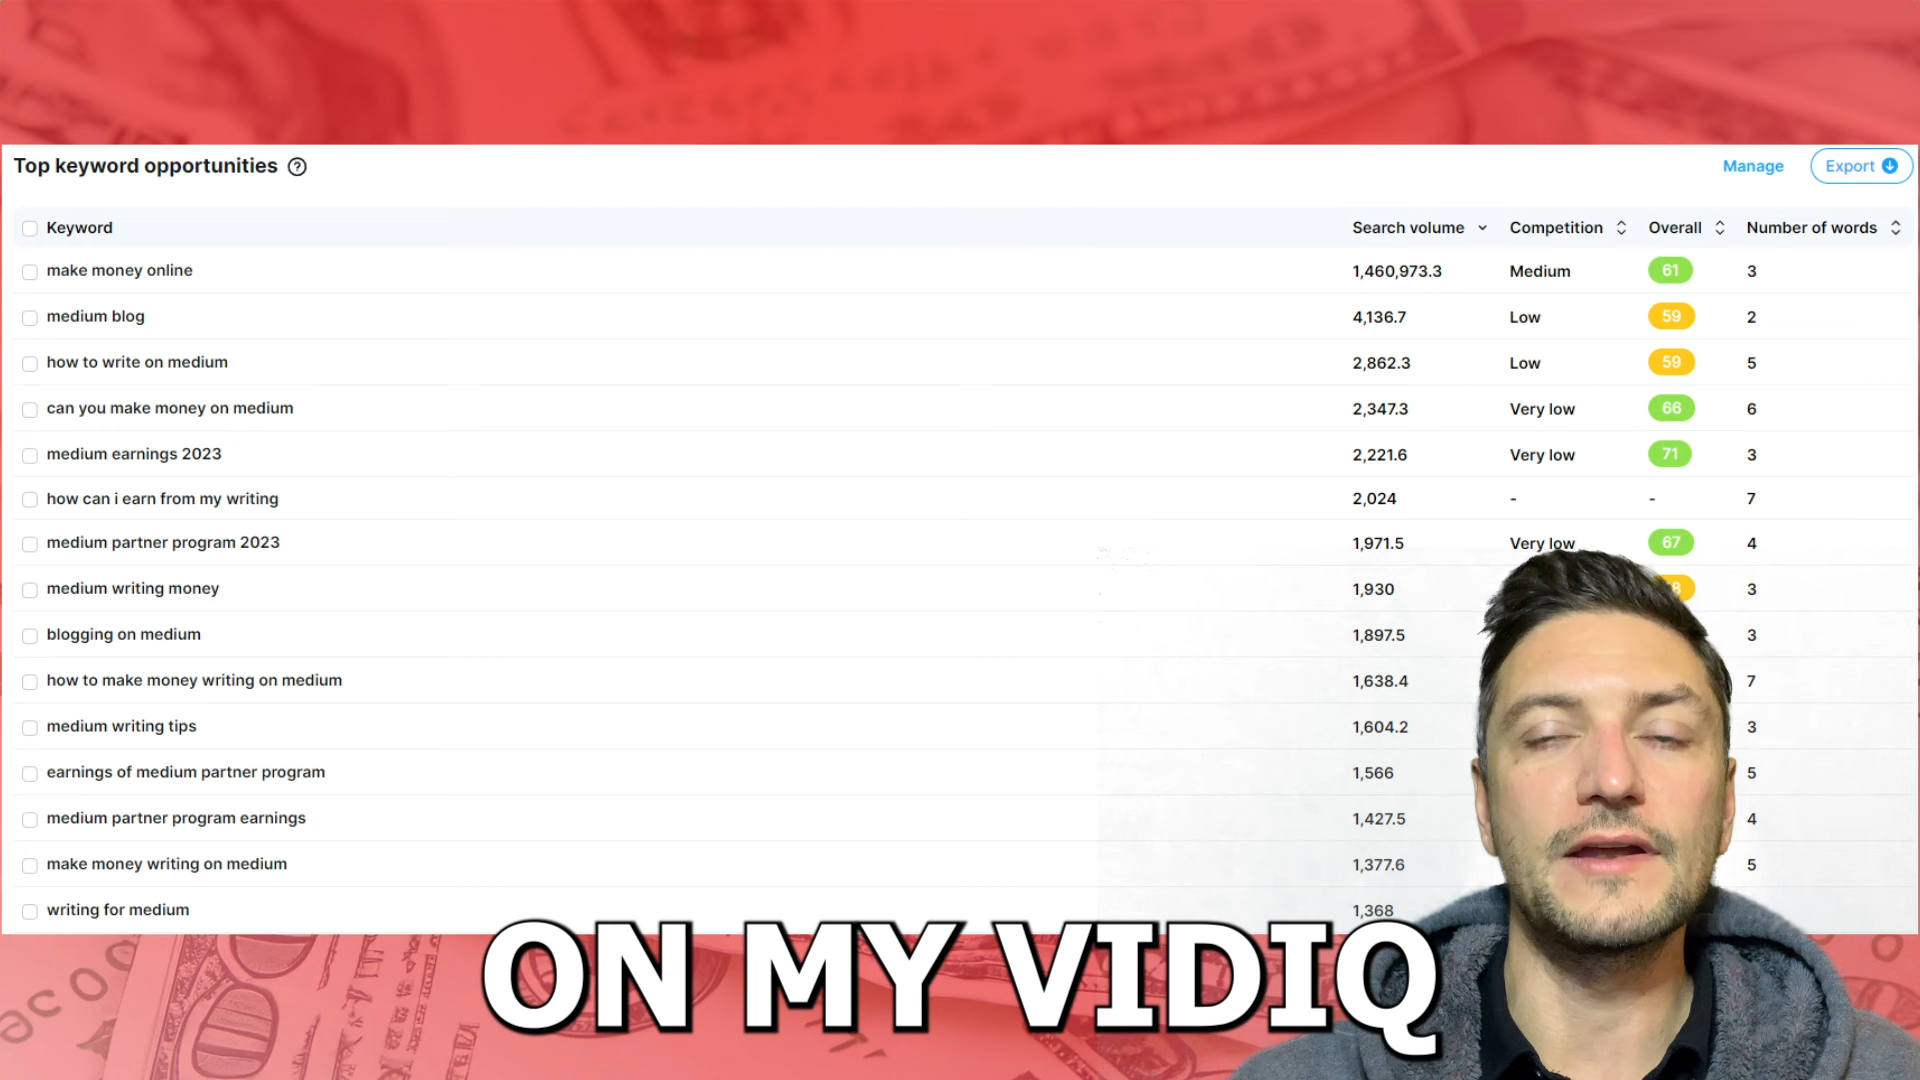 Top keyword opportunities ?
Manage Export
Keyword Search volume Competition Overall Number of words
make money online 1,460,973.3 Medium 61 3
medium blog 4,136.7 Low 59 2
how to write on medium 2,862.3 Low 59 5
can you make money on medium 2,347.3 Very low 66 6
medium earnings 2023 2,221.6 Very low 71 3
how can i earn from my writing 2,024 - - 7
medium partner program 2023 1,971.5 Very low 67 4
medium writing money 1,930 3
blogging on medium 1,897.5 3
how to make money writing on medium 1,638.4 7
medium writing tips 1,604.2 3
earnings of medium partner program 1,566 5
medium partner program earnings 1,427.5 4
make money writing on medium 1,377.6 5
writing for medium 1,368
ON MY VIDIQ